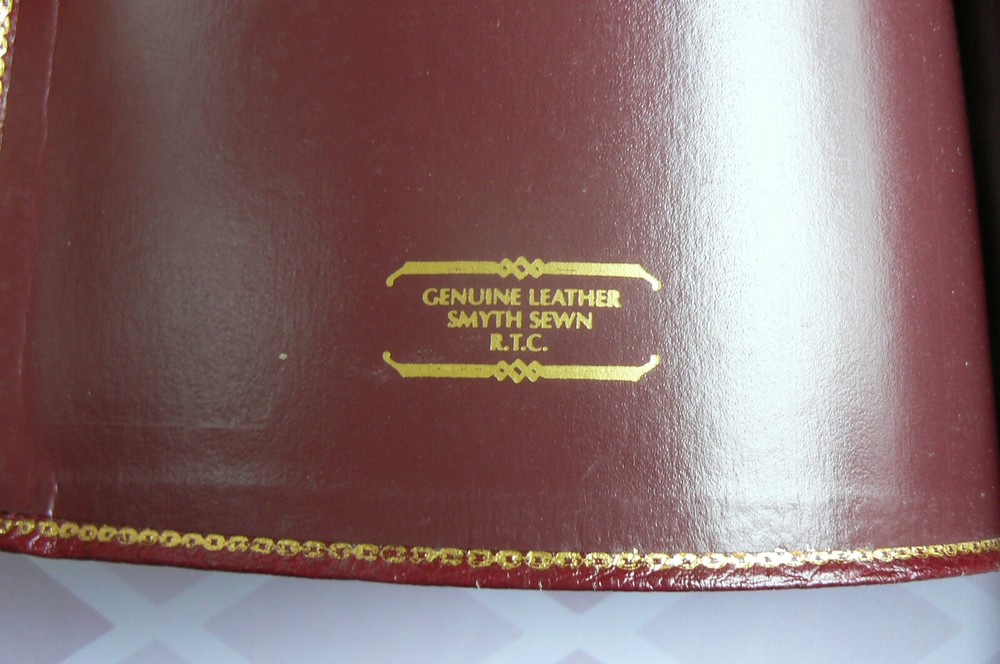 GENUINE LEATHER
SMYTH SEWN
R.T.C.